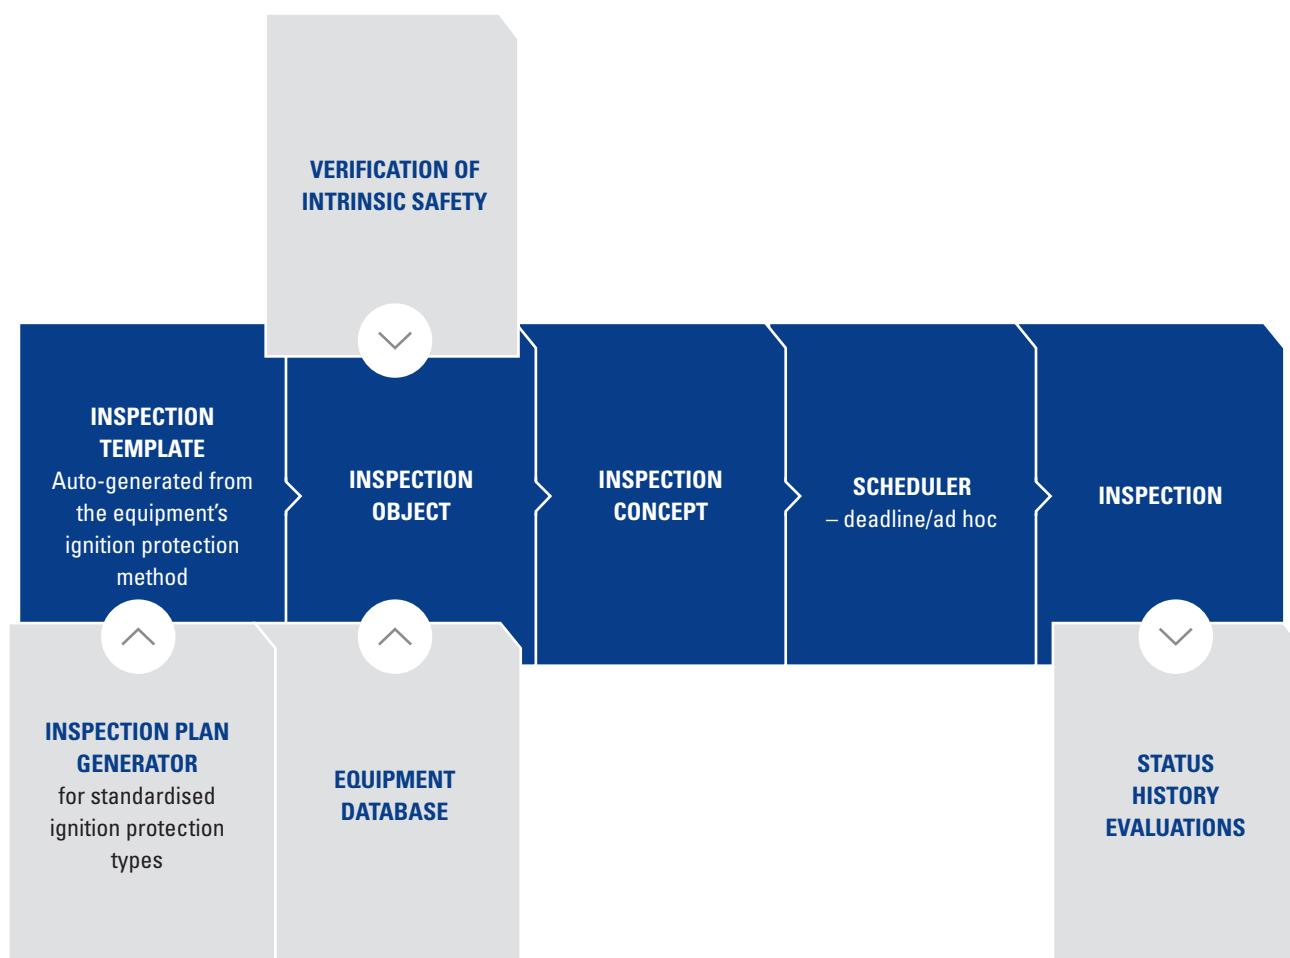 VERIFICATION OF
INTRINSIC SAFETY
INSPECTION
TEMPLATE
Auto-generated from
the equipment’s
ignition protection
method
INSPECTION
OBJECT
INSPECTION
CONCEPT
SCHEDULER
– deadline/ad hoc
INSPECTION
INSPECTION PLAN
GENERATOR
for standardised
ignition protection
types
EQUIPMENT
DATABASE
STATUS
HISTORY
EVALUATIONS